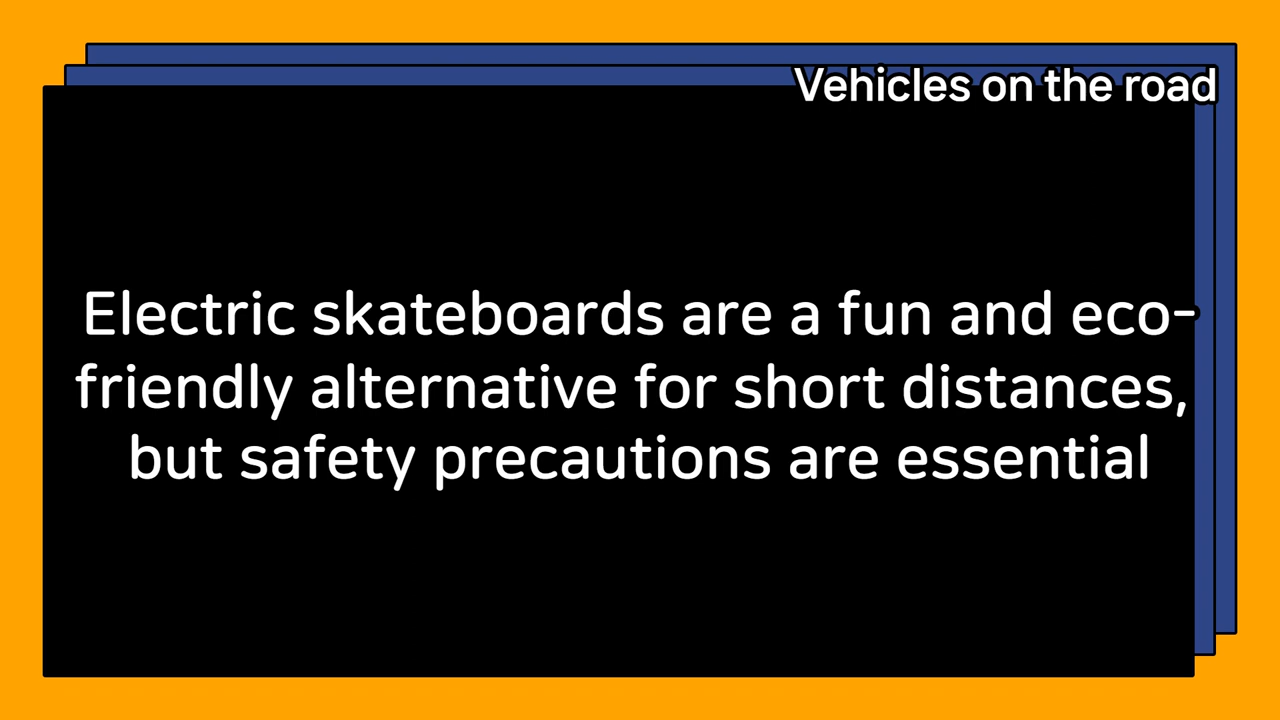 Vehicles on the road
Electric skateboards are a fun and eco-
friendly alternative for short distances,
but safety precautions are essential